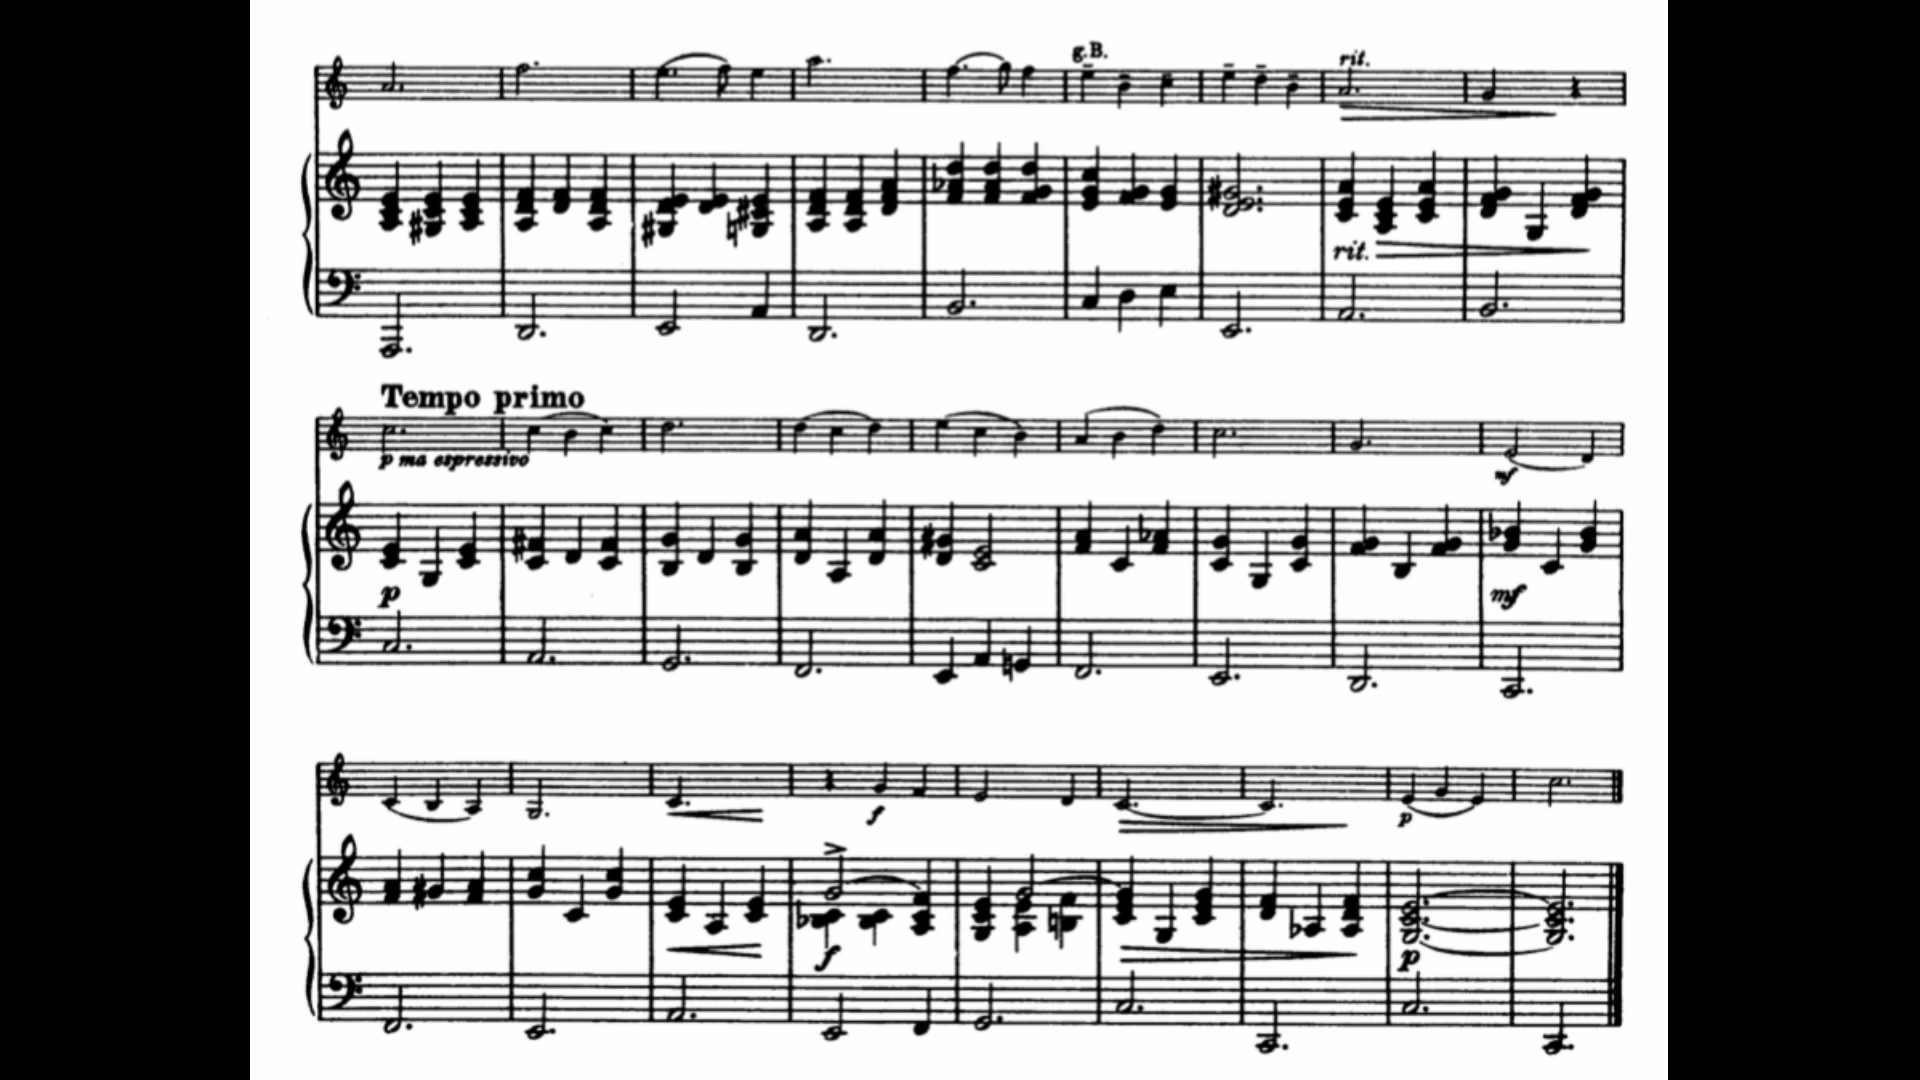 g.B.
rit.
rit.
Tempo primo
p ma espressivo
mf
p
mf
f
f
p
p